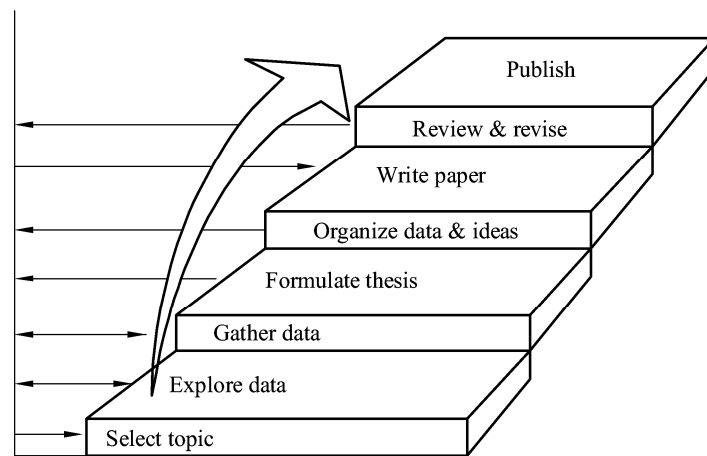 Publish
Review & revise
Write paper
Organize data & ideas
Formulate thesis
Gather data
Explore data
Select topic